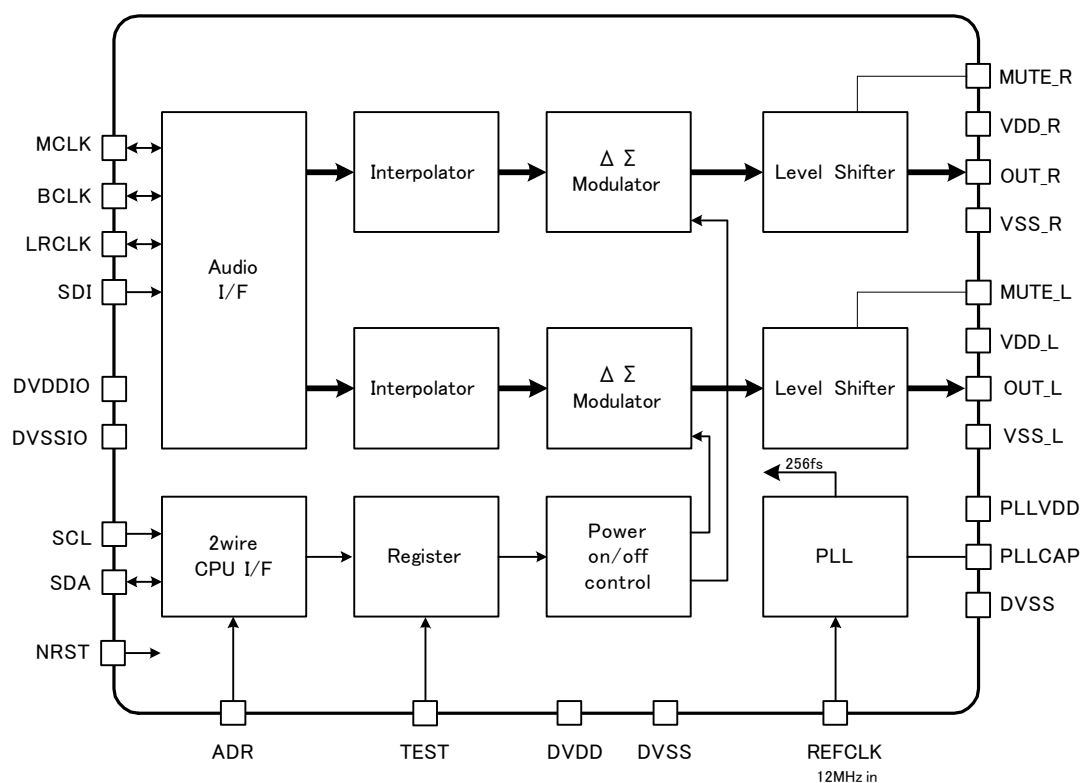 MUTE_R
VDD_R
MCLK
BCLK
LRCLK
SDI
Audio
I/F
Interpolator
Δ Σ
Modulator
Level Shifter
OUT_R
VSS_R
MUTE_L
VDD_L
DVDDIO
DVSSIO
Interpolator
Δ Σ
Modulator
Level Shifter
OUT_L
VSS_L
256fs
SCL
SDA
NRST
2wire
CPU I/F
Register
Power
on/off
control
PLL
PLLVDD
PLLCAP
DVSS
ADR
TEST
DVDD
DVSS
REFCLK
12MHz in